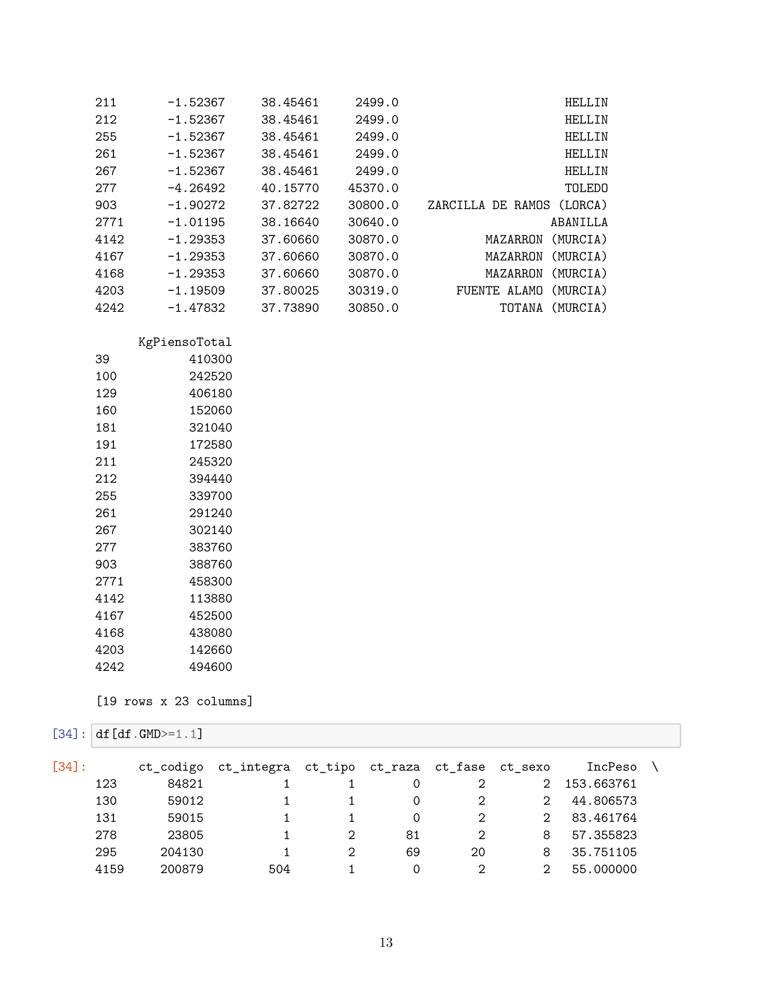 211 -1.52367 38.45461 2499.0 HELLIN
212 -1.52367 38.45461 2499.0 HELLIN
255 -1.52367 38.45461 2499.0 HELLIN
261 -1.52367 38.45461 2499.0 HELLIN
267 -1.52367 38.45461 2499.0 HELLIN
277 -4.26492 40.15770 45370.0 TOLEDO
903 -1.90272 37.82722 30800.0 ZARCILLA DE RAMOS (LORCA)
2771 -1.01195 38.16640 30640.0 ABANILLA
4142 -1.29353 37.60660 30870.0 MAZARRON (MURCIA)
4167 -1.29353 37.60660 30870.0 MAZARRON (MURCIA)
4168 -1.29353 37.60660 30870.0 MAZARRON (MURCIA)
4203 -1.19509 37.80025 30319.0 FUENTE ALAMO (MURCIA)
4242 -1.47832 37.73890 30850.0 TOTANA (MURCIA)
KgPiensoTotal
39 410300
100 242520
129 406180
160 152060
181 321040
191 172580
211 245320
212 394440
255 339700
261 291240
267 302140
277 383760
903 388760
2771 458300
4142 113880
4167 452500
4168 438080
4203 142660
4242 494600
[19 rows x 23 columns]
[34]: df[df.GMD>=1.1]
[34]: ct_codigo ct_integra ct_tipo ct_raza ct_fase ct_sexo IncPeso \
123 84821 1 1 0 2 2 153.663761
130 59012 1 1 0 2 2 44.806573
131 59015 1 1 0 2 2 83.461764
278 23805 1 2 81 2 8 57.355823
295 204130 1 2 69 20 8 35.751105
4159 200879 504 1 0 2 2 55.000000
13